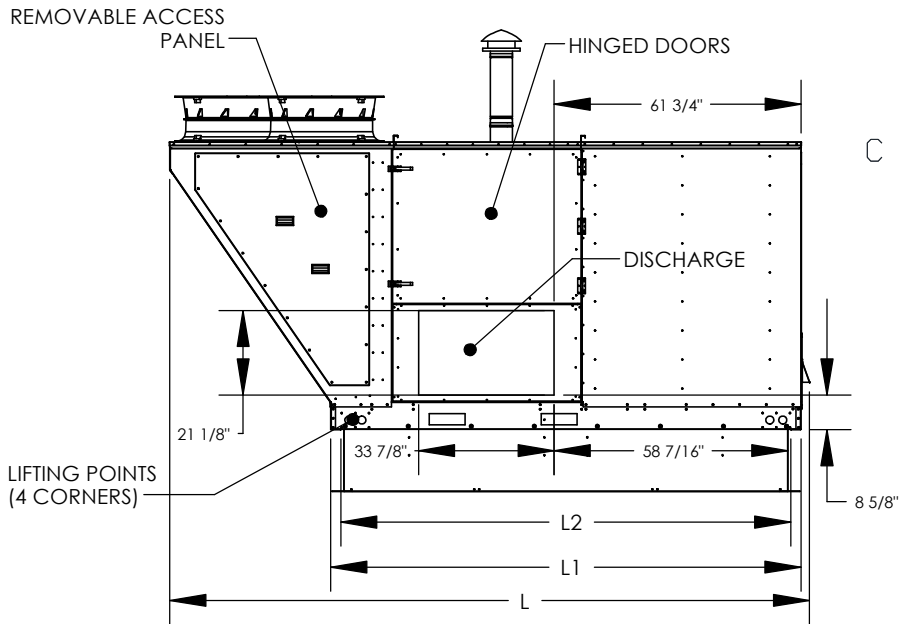 REMOVABLE ACCESS
PANEL
HINGED DOORS
61 3/4"
C
DISCHARGE
21 1/8"
33 7/8"
58 7/16"
LIFTING POINTS
(4 CORNERS)
8 5/8"
L2
L1
L